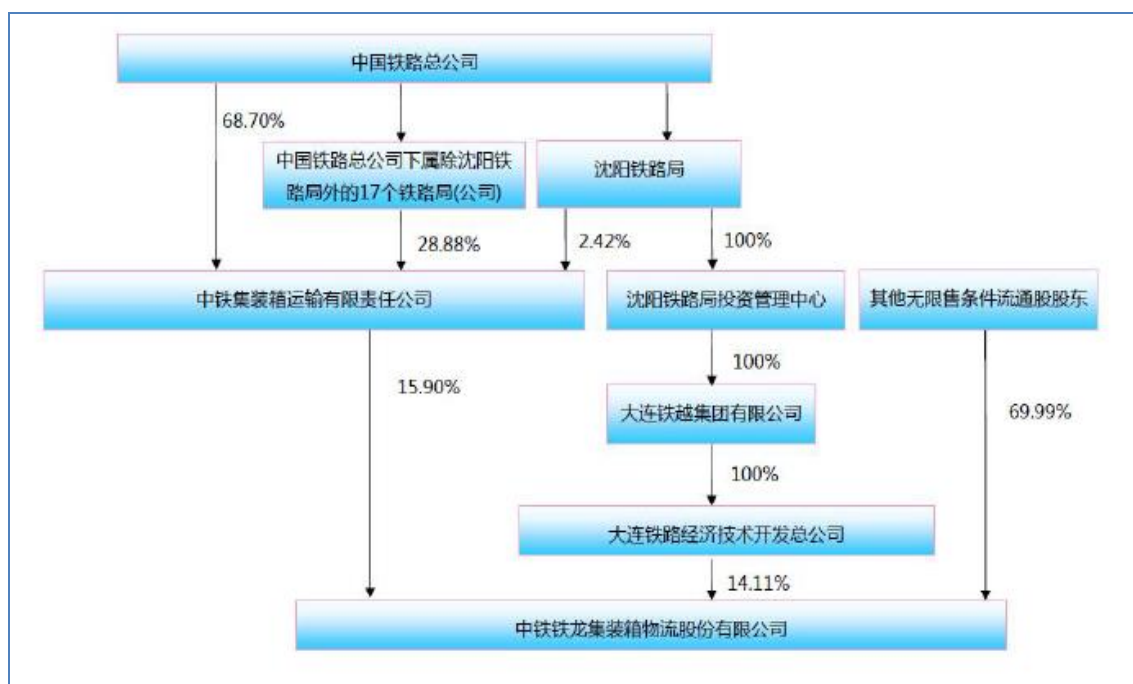 中国铁路总公司
68.70%
中国铁路总公司下属除沈阳铁
路局外的17个铁路局(公司)
沈阳铁路局
28.88%
2.42%
100%
中铁集装箱运输有限责任公司
沈阳铁路局投资管理中心
其他无限售条件流通股股东
15.90%
100%
大连铁越集团有限公司
69.99%
100%
大连铁路经济技术开发总公司
14.11%
中铁铁龙集装箱物流股份有限公司